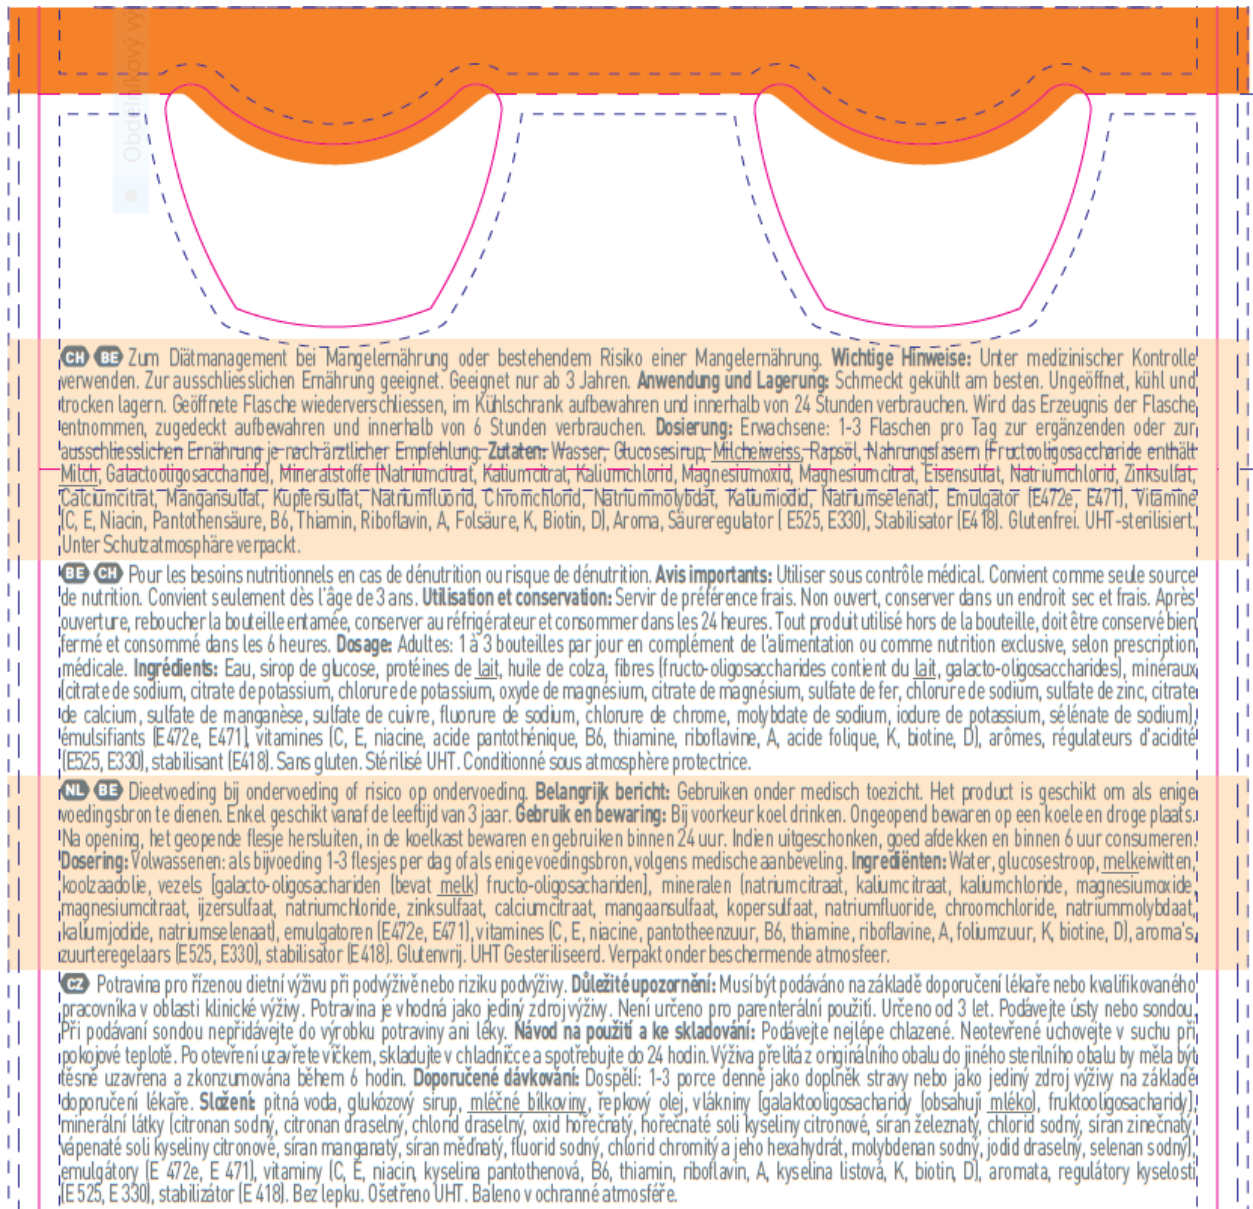 Obdélníkový vý
CH BE Zum Diätmanagement bei Mangelernährung oder bestehendem Risiko einer Mangelernährung. Wichtige Hinweise: Unter medizinischer Kontrolle
verwenden. Zur ausschliesslichen Ernährung geeignet. Geeignet nur ab 3 Jahren. Anwendung und Lagerung: Schmeckt gekühlt am besten. Ungeöffnet, kühl und
trocken lagern. Geöffnete Flasche wiederverschliessen, im Kühlschrank aufbewahren und innerhalb von 24 Stunden verbrauchen. Wird das Erzeugnis der Flasche
entnommen, zugedeckt aufbewahren und innerhalb von 6 Stunden verbrauchen. Dosierung: Erwachsene: 1-3 Flaschen pro Tag zur ergänzenden oder zur
ausschliesslichen Ernährung je nach ärztlicher Empfehlung. Zutaten: Wasser, Glucosesirup, Milcheiweiss, Rapsöl, Nahrungsfasern (Fructooligosaccharide enthält
Milch, Galactooligosaccharide), Mineralstoffe (Natriumcitrat, Kaliumcitrat, Kaliumchlorid, Magnesiumoxid, Magnesiumcitrat, Eisensulfat, Natriumchlorid, Zinksulfat,
Calciumcitrat, Mangansulfat, Kupfersulfat, Natriumfluorid, Chromchlorid, Natriummolybdat, Kaliumiodid, Natriumselenat), Emulgator (E472e, E471), Vitamine
(C, E, Niacin, Pantothensäure, B6, Thiamin, Riboflavin, A, Folsäure, K, Biotin, D), Aroma, Säureregulator ( E525, E330), Stabilisator (E418). Glutenfrei. UHT-sterilisiert.
Unter Schutzatmosphäre verpackt.
BE CH Pour les besoins nutritionnels en cas de dénutrition ou risque de dénutrition. Avis importants: Utiliser sous contrôle médical. Convient comme seule source
de nutrition. Convient seulement dès l'âge de 3 ans. Utilisation et conservation: Servir de préférence frais. Non ouvert, conserver dans un endroit sec et frais. Après
ouverture, reboucher la bouteille entamée, conserver au réfrigérateur et consommer dans les 24 heures. Tout produit utilisé hors de la bouteille, doit être conservé bien
fermé et consommé dans les 6 heures. Dosage: Adultes: 1 à 3 bouteilles par jour en complément de l'alimentation ou comme nutrition exclusive, selon prescription
médicale. Ingrédients: Eau, sirop de glucose, protéines de lait, huile de colza, fibres (fructo-oligosaccharides contient du lait, galacto-oligosaccharides), minéraux
(citrate de sodium, citrate de potassium, chlorure de potassium, oxyde de magnésium, citrate de magnésium, sulfate de fer, chlorure de sodium, sulfate de zinc, citrate
de calcium, sulfate de manganèse, sulfate de cuivre, fluorure de sodium, chlorure de chrome, molybdate de sodium, iodure de potassium, sélénate de sodium),
émulsifiants (E472e, E471), vitamines (C, E, niacine, acide pantothénique, B6, thiamine, riboflavine, A, acide folique, K, biotine, D), arômes, régulateurs d'acidité
(E525, E330), stabilisant (E418). Sans gluten. Stérilisé UHT. Conditionné sous atmosphère protectrice.
NL BE Dieetvoeding bij ondervoeding of risico op ondervoeding. Belangrijk bericht: Gebruiken onder medisch toezicht. Het product is geschikt om als enige
voedingsbron te dienen. Enkel geschikt vanaf de leeftijd van 3 jaar. Gebruik en bewaring: Bij voorkeur koel drinken. Ongeopend bewaren op een koele en droge plaats.
Na opening, het geopende flesje hersluiten, in de koelkast bewaren en gebruiken binnen 24 uur. Indien uitgeschonken, goed afdekken en binnen 6 uur consumeren.
Dosering: Volwassenen: als bijvoeding 1-3 flesjes per dag of als enige voedingsbron, volgens medische aanbeveling. Ingrediënten: Water, glucosestroop, melkeiwitten,
koolzaadolie, vezels [galacto-oligosachariden (bevat melk) fructo-oligosachariden], mineralen (natriumcitraat, kaliumcitraat, kaliumchloride, magnesiumoxide,
magnesiumcitraat, ijzersulfaat, natriumchloride, zinksulfaat, calciumcitraat, mangaansulfaat, kopersulfaat, natriumfluoride, chroomchloride, natriummolybdaat,
kaliumjodide, natriumselenaat), emulgatoren (E472e, E471), vitamines (C, E, niacine, pantotheenzuur, B6, thiamine, riboflavine, A, foliumzuur, K, biotine, D), aroma's,
zuurteregelaars (E525, E330), stabilisator (E418). Glutenvrij. UHT Gesteriliseerd. Verpakt onder beschermende atmosfeer.
CZ Potravina pro řízenou dietní výživu při podvýživě nebo riziku podvýživy. Důležité upozornění: Musí být podáváno na základě doporučení lékaře nebo kvalifikovaného
pracovníka v oblasti klinické výživy. Potravina je vhodná jako jediný zdroj výživy. Není určeno pro parenterální použití. Určeno od 3 let. Podávejte ústy nebo sondou.
Při podávaní sondou nepřidávejte do výrobku potraviny ani léky. Návod na použití a ke skladování: Podávejte nejlépe chlazené. Neotevřené uchovejte v suchu při
pokojové teplotě. Po otevření uzavřete víčkem, skladujte v chladničce a spotřebujte do 24 hodin. Výživa přelitá z originálního obalu do jiného sterilního obalu by měla být
těsně uzavřena a zkonzumována během 6 hodin. Doporučené dávkování: Dospělí: 1-3 porce denně jako doplněk stravy nebo jako jediný zdroj výživy na základě
doporučení lékaře. Složení: pitná voda, glukózový sirup, mléčné bílkoviny, řepkový olej, vlákniny [galaktooligosacharidy (obsahují mléko), fruktooligosacharidy],
minerální látky (citronan sodný, citronan draselný, chlorid draselný, oxid hořečnatý, hořečnaté soli kyseliny citronové, síran železnatý, chlorid sodný, síran zinečnatý,
vápenaté soli kyseliny citronové, síran manganatý, síran měďnatý, fluorid sodný, chlorid chromitý a jeho hexahydrát, molybdenan sodný, jodid draselný, selenan sodný),
emulgátory (E 472e, E 471), vitaminy (C, E, niacin, kyselina pantothenová, B6, thiamin, riboflavin, A, kyselina listová, K, biotin, D), aromata, regulátory kyselosti
(E 525, E 330), stabilizátor (E 418). Bez lepku. Ošetřeno UHT. Baleno v ochranné atmosféře.